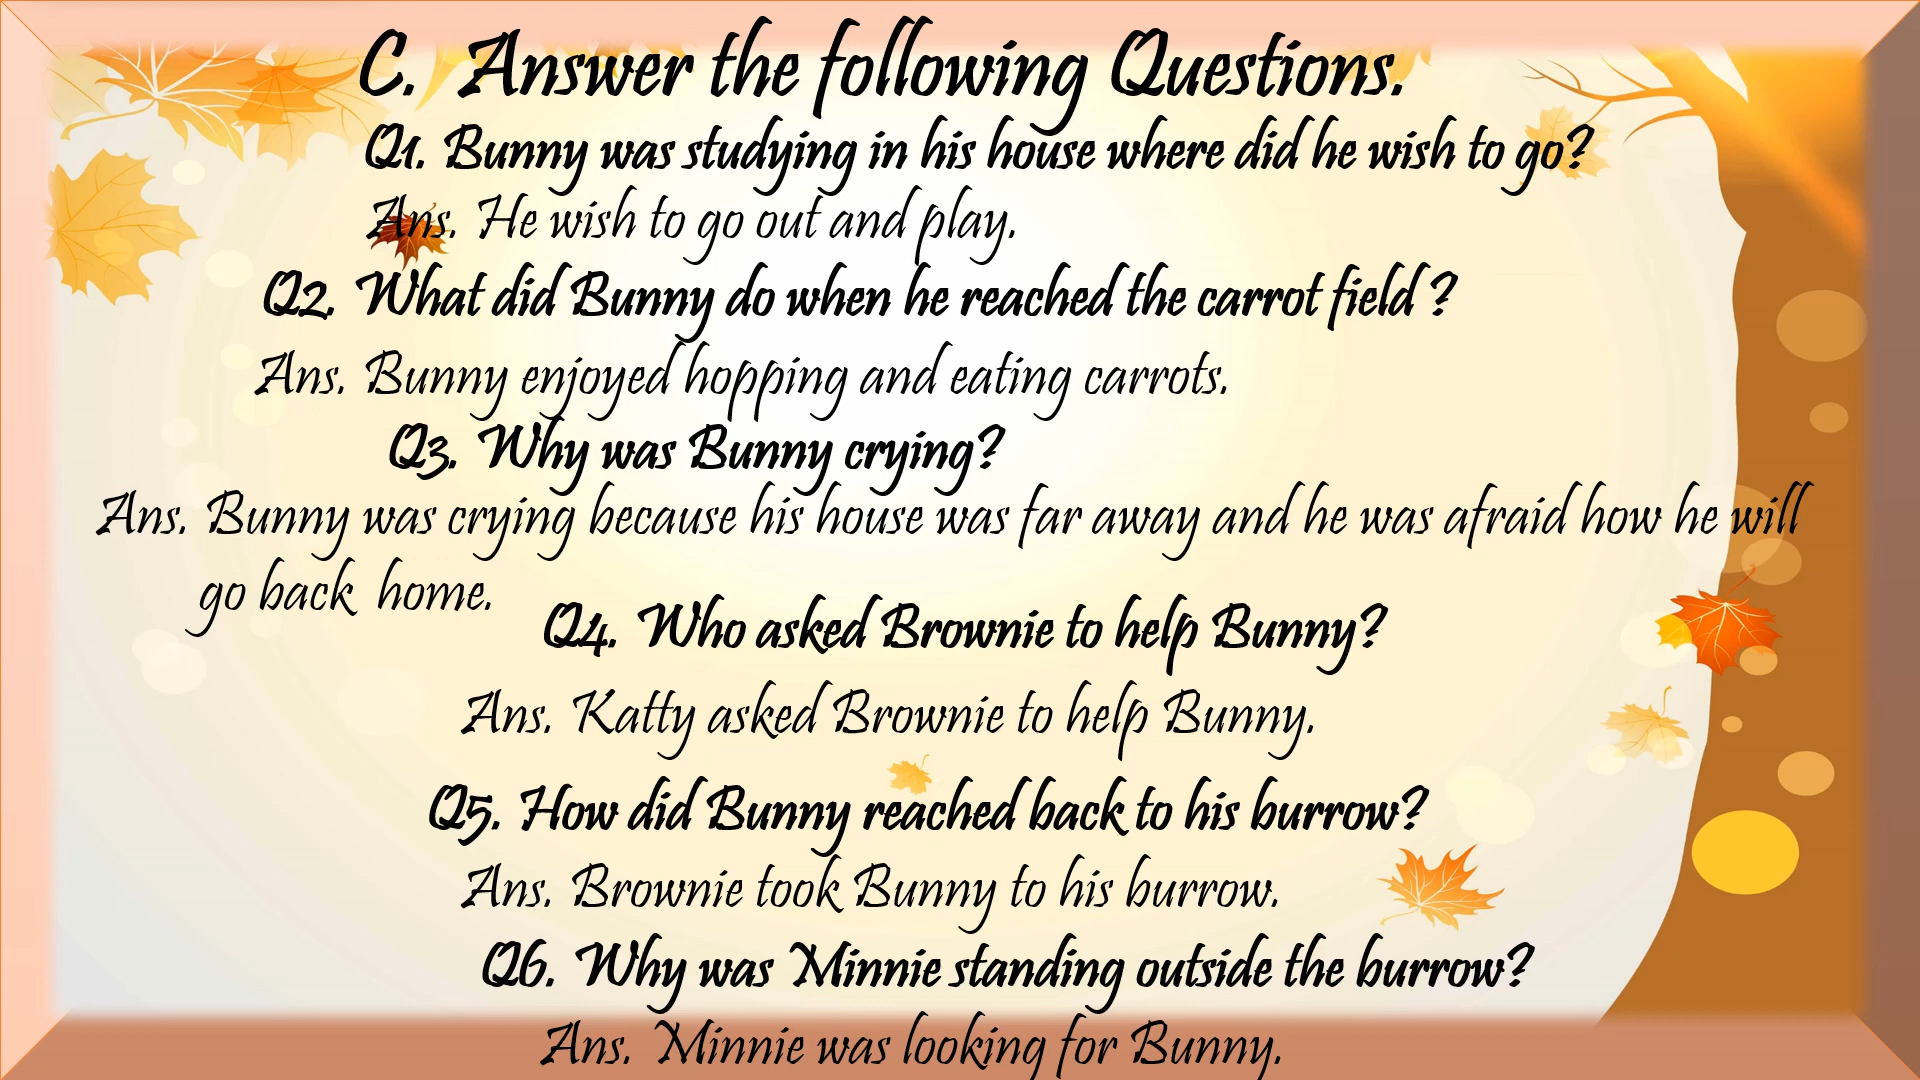 C. Answer the following Questions.
Q1. Bunny was studying in his house where did he wish to go?
Ans. He wish to go out and play.
Q2. What did Bunny do when he reached the carrot field ?
Ans. Bunny enjoyed hopping and eating carrots.
Q3. Why was Bunny crying?
Ans. Bunny was crying because his house was far away and he was afraid how he will
go back home.
Q4. Who asked Brownie to help Bunny?
Ans. Katty asked Brownie to help Bunny.
Q5. How did Bunny reached back to his burrow?
Ans. Brownie took Bunny to his burrow.
Q6. Why was Minnie standing outside the burrow?
Ans. Minnie was looking for Bunny.